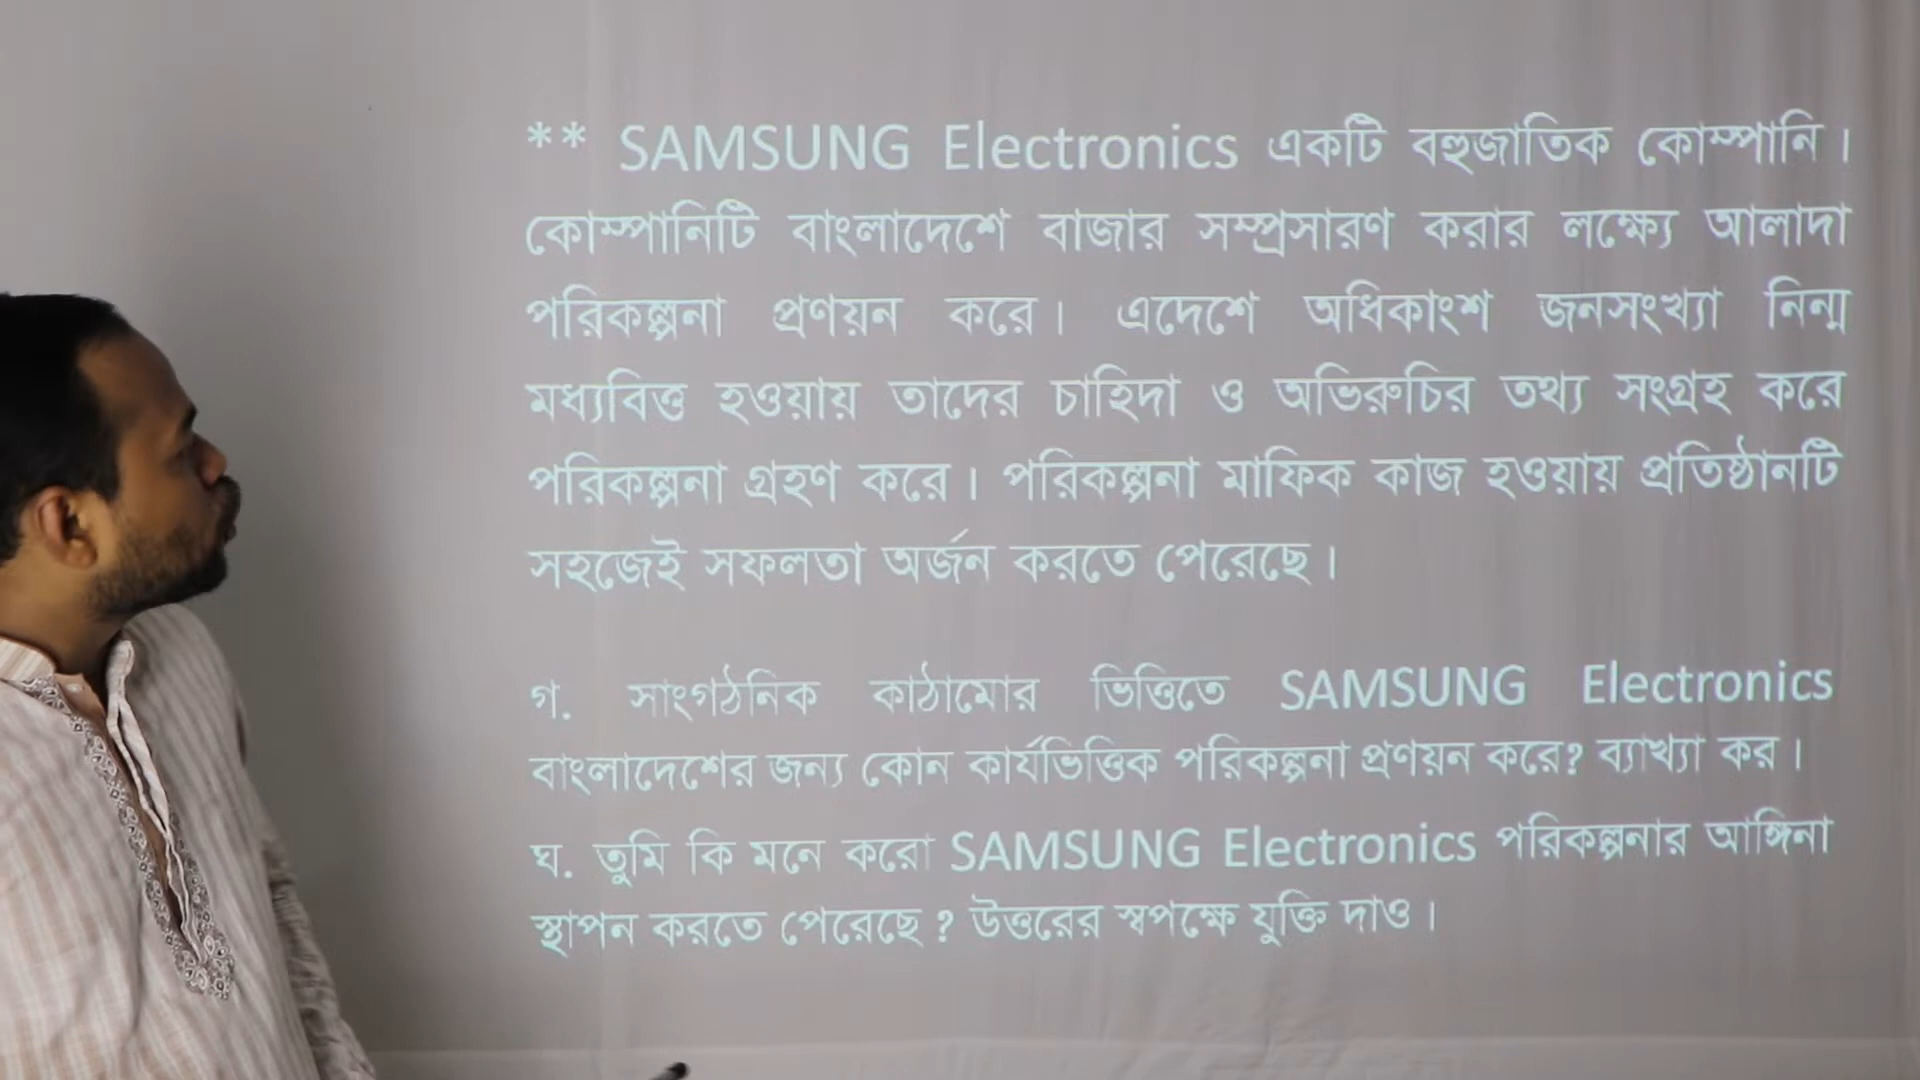 ** SAMSUNG Electronics একটি বহুজাতিক কোম্পানি।
কোম্পানিটি বাংলাদেশে বাজার সম্প্রসারণ করার লক্ষ্যে আলাদা
পরিকল্পনা প্রণয়ন করে। এদেশে অধিকাংশ জনসংখ্যা নিন্ম
মধ্যবিত্ত হওয়ায় তাদের চাহিদা ও অভিরুচির তথ্য সংগ্রহ করে
পরিকল্পনা গ্রহণ করে। পরিকল্পনা মাফিক কাজ হওয়ায় প্রতিষ্ঠানটি
সহজেই সফলতা অর্জন করতে পেরেছে।
গ. সাংগঠনিক কাঠামোর ভিত্তিতে SAMSUNG Electronics
বাংলাদেশের জন্য কোন কার্যভিত্তিক পরিকল্পনা প্রণয়ন করে? ব্যাখ্যা কর।
ঘ. তুমি কি মনে করো SAMSUNG Electronics পরিকল্পনার আঙ্গিনা
স্থাপন করতে পেরেছে ? উত্তরের স্বপক্ষে যুক্তি দাও।